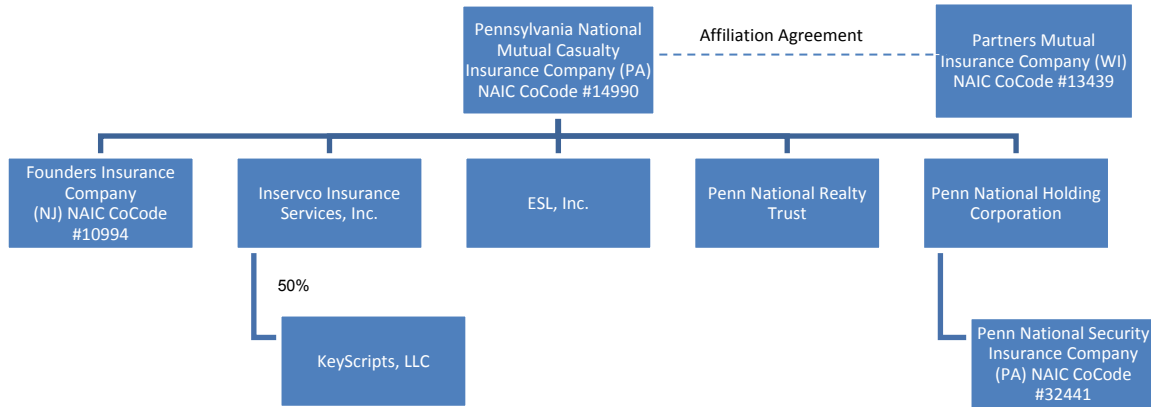 Pennsylvania National
Mutual Casualty
Insurance Company (PA)
NAIC CoCode #14990
Affiliation Agreement
Partners Mutual
Insurance Company (WI)
NAIC CoCode #13439
Founders Insurance
Company
(NJ) NAIC CoCode
#10994
Inservco Insurance
Services, Inc.
ESL, Inc.
Penn National Realty
Trust
Penn National Holding
Corporation
50%
KeyScripts, LLC
Penn National Security
Insurance Company
(PA) NAIC CoCode
#32441